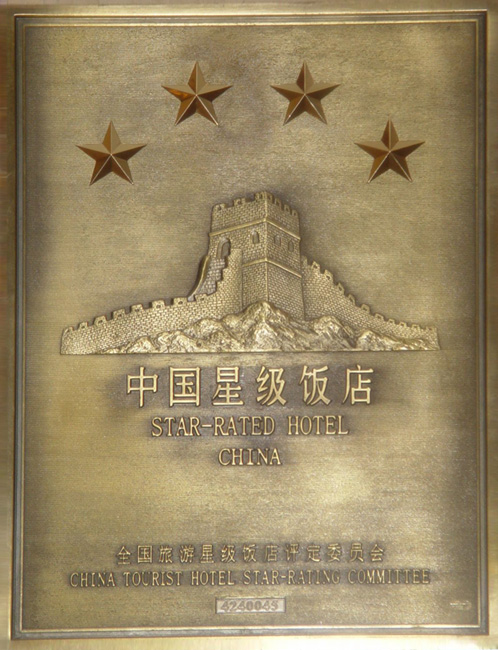 中国星级饭店
STAR-RATED HOTEL
CHINA
全国旅游星级饭店评定委员会
CHINA TOURIST HOTEL STAR-RATING COMMITTEE
4240045